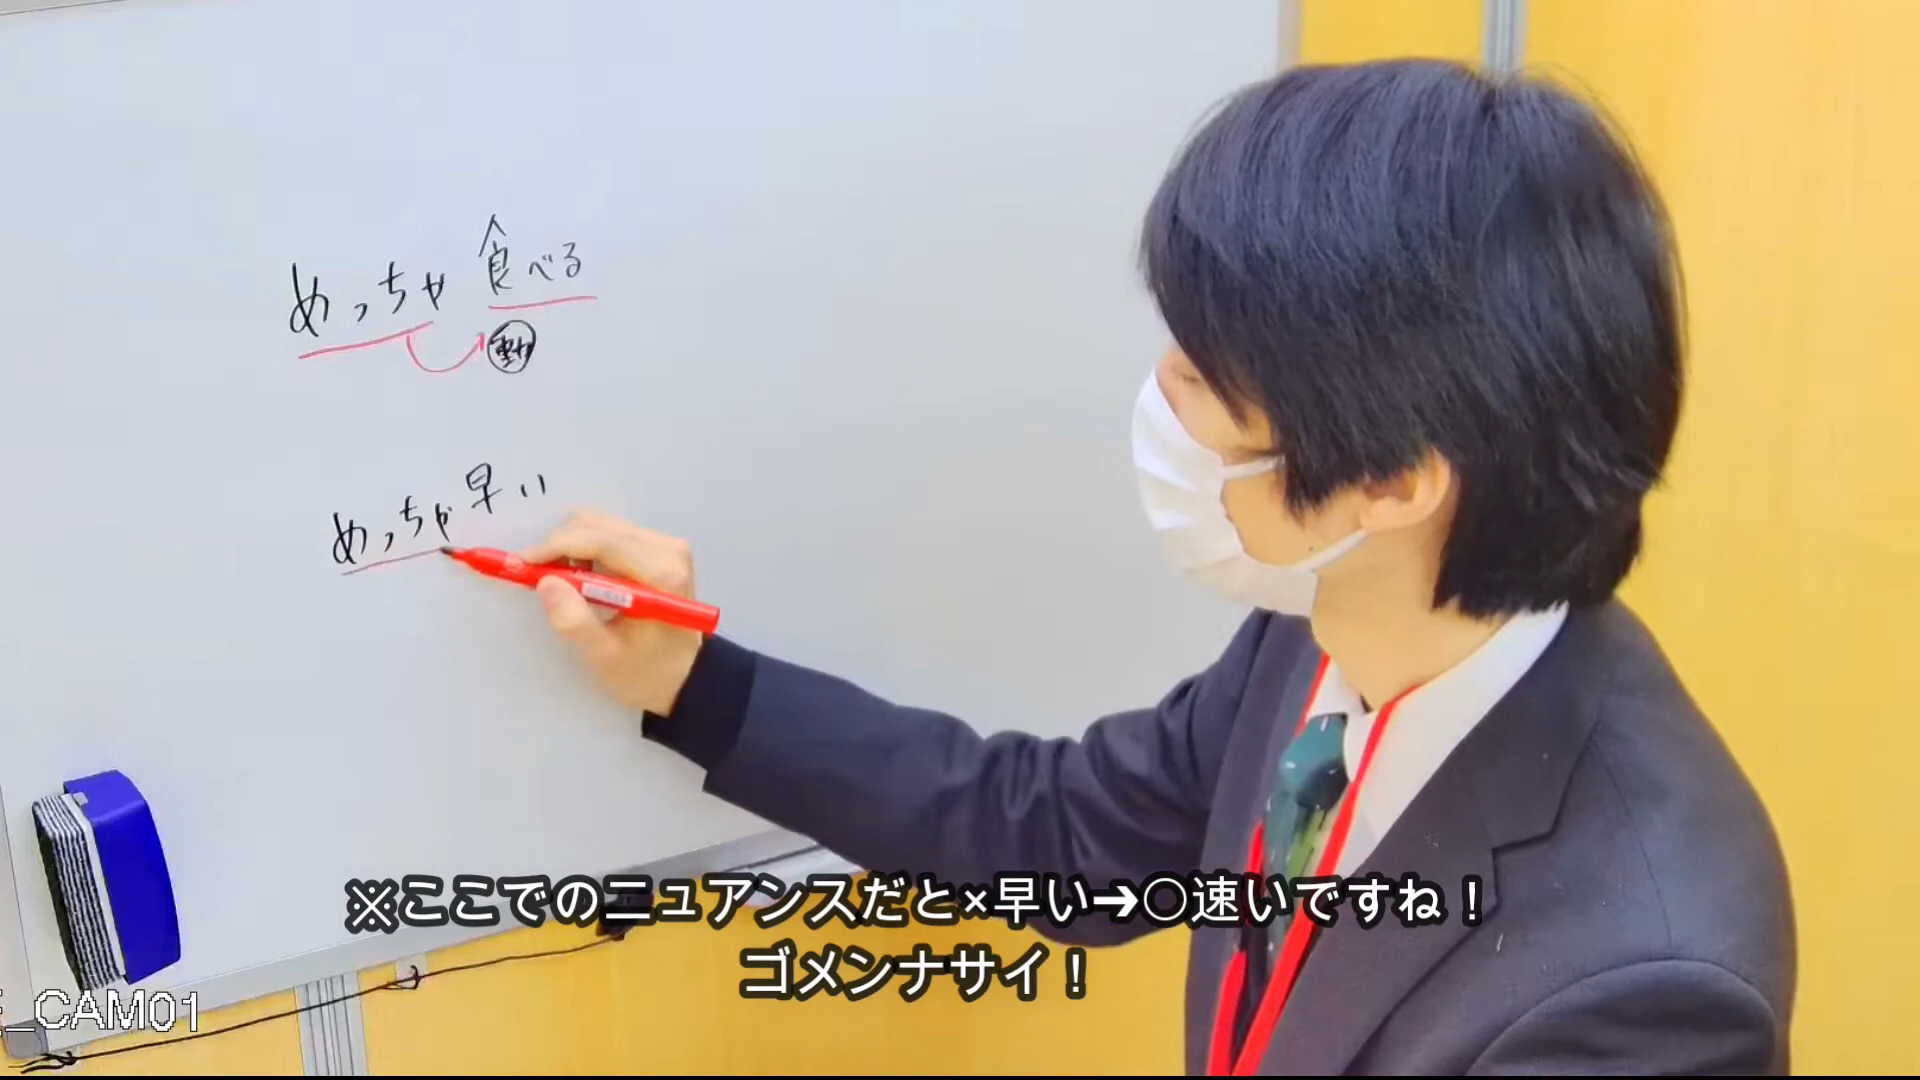 めっちゃ食べる
動
めっちゃ早い
※ここでのニュアンスだと×早い➔○速いですね！
ゴメンナサイ！
_CAM01